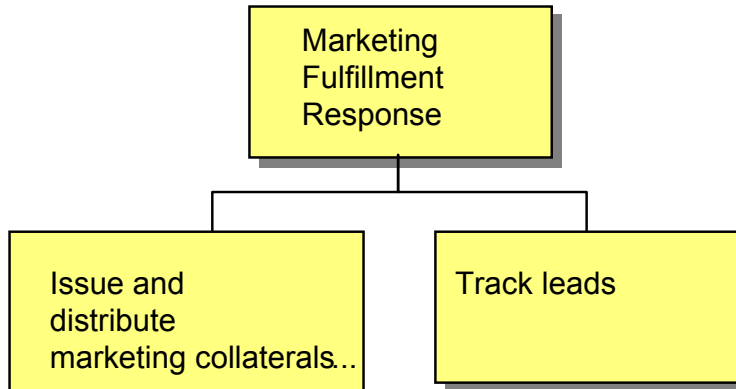 Marketing
Fulfillment
Response
Issue and
distribute
marketing collaterals...
Track leads